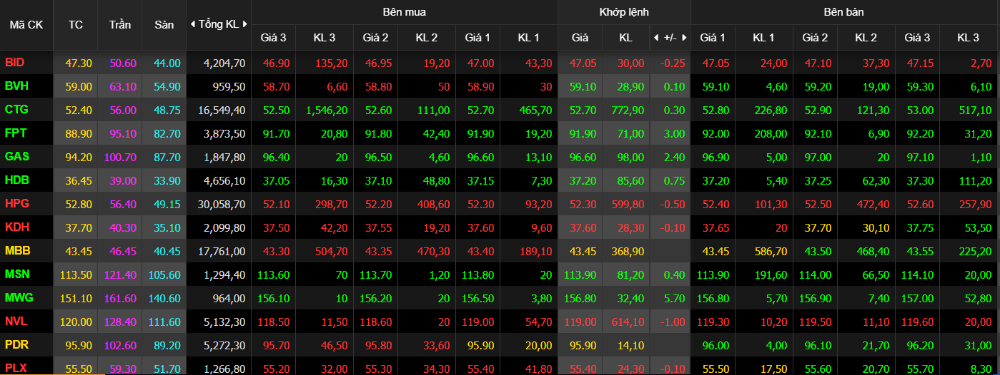 Mã CK TC Trần Sàn Tổng KL Bên mua Khớp lệnh Bên bán
Giá 3 KL 3 Giá 2 KL 2 Giá 1 KL 1 Giá KL +/- Giá 1 KL 1 Giá 2 KL 2 Giá 3 KL 3
BID 47.30 50.60 44.00 4,204,70 46.90 135,20 46.95 19,20 47.00 43,30 47.05 30,00 -0.25 47.05 24,00 47.10 37,30 47.15 2,70
BVH 59.00 63.10 54.90 959,50 58.70 6,60 58.80 50 58.90 30 59.10 28,90 0.10 59.10 4,60 59.20 19,00 59.30 6,10
CTG 52.40 56.00 48.75 16,549,40 52.50 1,546,20 52.60 111,00 52.70 465,70 52.70 772,90 0.30 52.80 226,80 52.90 121,30 53.00 517,10
FPT 88.90 95.10 82.70 3,873,50 91.70 20,80 91.80 42,40 91.90 19,20 91.90 71,00 3.00 92.00 208,00 92.10 6,90 92.20 31,20
GAS 94.20 100.70 87.70 1,847,80 96.40 20 96.50 4,60 96.60 13,10 96.60 98,00 2.40 96.90 5,00 97.00 20 97.10 1,10
HDB 36.45 39.00 33.90 4,656,10 37.05 16,30 37.10 48,80 37.15 7,30 37.20 85,60 0.75 37.20 5,40 37.25 62,30 37.30 111,20
HPG 52.80 56.40 49.15 30,058,70 52.10 298,70 52.20 408,60 52.30 93,20 52.30 599,80 -0.50 52.40 101,30 52.50 472,40 52.60 257,90
KDH 37.70 40.30 35.10 2,099,80 37.50 42,20 37.55 19,20 37.60 9,60 37.60 28,30 -0.10 37.65 20 37.70 30,10 37.75 53,50
MBB 43.45 46.45 40.45 17,761,00 43.30 504,70 43.35 470,30 43.40 189,10 43.45 368,90 43.45 586,70 43.50 468,40 43.55 225,20
MSN 113.50 121.40 105.60 1,294,40 113.60 70 113.70 1,20 113.80 20 113.90 81,20 0.40 113.90 191,60 114.00 66,50 114.10 20,00
MWG 151.10 161.60 140.60 964,00 156.10 10 156.20 20 156.50 3,80 156.80 32,40 5.70 156.80 5,70 156.90 7,40 157.00 52,80
NVL 120.00 128.40 111.60 5,132,30 118.50 11,50 118.60 20 119.00 54,70 119.00 614,10 -1.00 119.30 10,20 119.50 11,10 119.60 20,00
PDR 95.90 102.60 89.20 5,272,30 95.70 46,50 95.80 33,60 95.90 20,00 95.90 14,10 96.00 4,00 96.10 21,70 96.20 31,00
PLX 55.50 59.30 51.70 1,266,80 55.20 32,00 55.30 34,30 55.40 41,80 55.40 24,30 -0.10 55.50 17,50 55.60 20,70 55.70 8,30